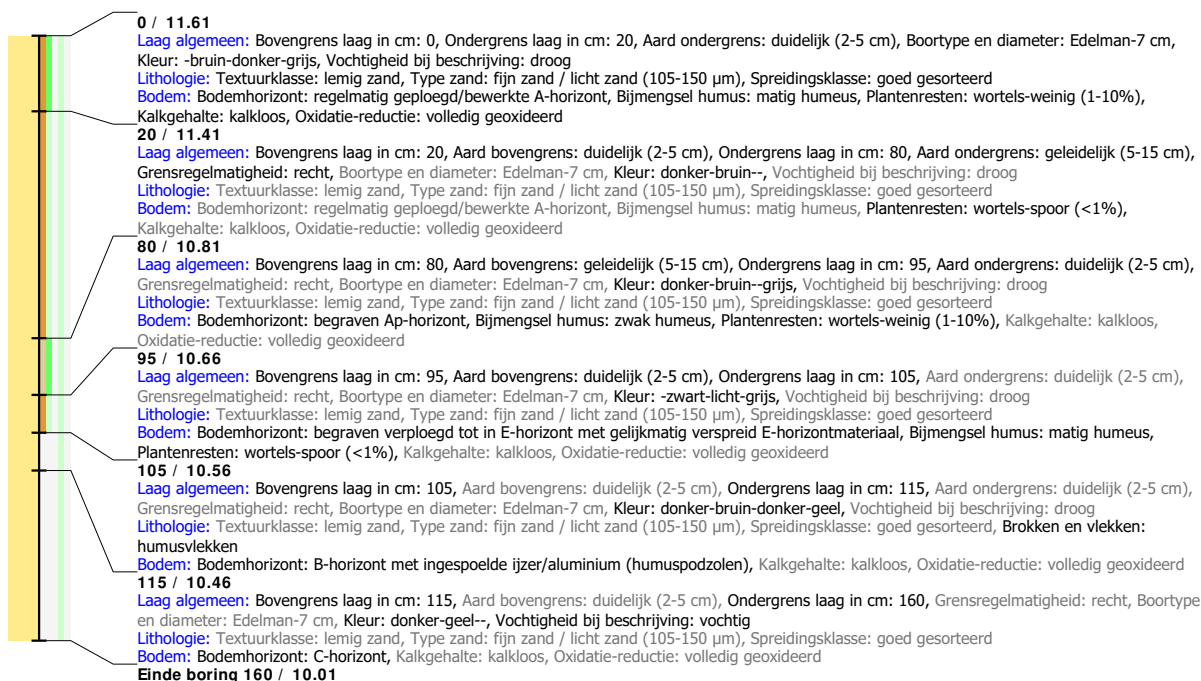 0 / 11.61
Laag algemeen: Bovengrens laag in cm: 0, Ondergrens laag in cm: 20, Aard ondergrens: duidelijk (2-5 cm), Boortype en diameter: Edelman-7 cm,
Kleur: -bruin-donker-grijs, Vochtigheid bij beschrijving: droog
Lithologie: Textuurklasse: lemig zand, Type zand: fijn zand / licht zand (105-150 µm), Spreidingsklasse: goed gesorteerd
Bodem: Bodemhorizont: regelmatig geploegd/bewerkte A-horizont, Bijmengsel humus: matig humeus, Plantenresten: wortels-weinig (1-10%),
Kalkgehalte: kalkloos, Oxidatie-reductie: volledig geoxideerd
20 / 11.41
Laag algemeen: Bovengrens laag in cm: 20, Aard bovengrens: duidelijk (2-5 cm), Ondergrens laag in cm: 80, Aard ondergrens: geleidelijk (5-15 cm),
Grensregelmatigheid: recht, Boortype en diameter: Edelman-7 cm, Kleur: donker-bruin--, Vochtigheid bij beschrijving: droog
Lithologie: Textuurklasse: lemig zand, Type zand: fijn zand / licht zand (105-150 µm), Spreidingsklasse: goed gesorteerd
Bodem: Bodemhorizont: regelmatig geploegd/bewerkte A-horizont, Bijmengsel humus: matig humeus, Plantenresten: wortels-spoor (<1%),
Kalkgehalte: kalkloos, Oxidatie-reductie: volledig geoxideerd
80 / 10.81
Laag algemeen: Bovengrens laag in cm: 80, Aard bovengrens: geleidelijk (5-15 cm), Ondergrens laag in cm: 95, Aard ondergrens: duidelijk (2-5 cm),
Grensregelmatigheid: recht, Boortype en diameter: Edelman-7 cm, Kleur: donker-bruin--grijs, Vochtigheid bij beschrijving: droog
Lithologie: Textuurklasse: lemig zand, Type zand: fijn zand / licht zand (105-150 µm), Spreidingsklasse: goed gesorteerd
Bodem: Bodemhorizont: begraven Ap-horizont, Bijmengsel humus: zwak humeus, Plantenresten: wortels-weinig (1-10%), Kalkgehalte: kalkloos,
Oxidatie-reductie: volledig geoxideerd
95 / 10.66
Laag algemeen: Bovengrens laag in cm: 95, Aard bovengrens: duidelijk (2-5 cm), Ondergrens laag in cm: 105, Aard ondergrens: duidelijk (2-5 cm),
Grensregelmatigheid: recht, Boortype en diameter: Edelman-7 cm, Kleur: -zwart-licht-grijs, Vochtigheid bij beschrijving: droog
Lithologie: Textuurklasse: lemig zand, Type zand: fijn zand / licht zand (105-150 µm), Spreidingsklasse: goed gesorteerd
Bodem: Bodemhorizont: begraven verploegd tot in E-horizont met gelijkmatig verspreid E-horizontmateriaal, Bijmengsel humus: matig humeus,
Plantenresten: wortels-spoor (<1%), Kalkgehalte: kalkloos, Oxidatie-reductie: volledig geoxideerd
105 / 10.56
Laag algemeen: Bovengrens laag in cm: 105, Aard bovengrens: duidelijk (2-5 cm), Ondergrens laag in cm: 115, Aard ondergrens: duidelijk (2-5 cm),
Grensregelmatigheid: recht, Boortype en diameter: Edelman-7 cm, Kleur: donker-bruin-donker-geel, Vochtigheid bij beschrijving: droog
Lithologie: Textuurklasse: lemig zand, Type zand: fijn zand / licht zand (105-150 µm), Spreidingsklasse: goed gesorteerd, Brokken en vlekken:
humusvlekken
Bodem: Bodemhorizont: B-horizont met ingespoelde ijzer/aluminium (humuspodzolen), Kalkgehalte: kalkloos, Oxidatie-reductie: volledig geoxideerd
115 / 10.46
Laag algemeen: Bovengrens laag in cm: 115, Aard bovengrens: duidelijk (2-5 cm), Ondergrens laag in cm: 160, Grensregelmatigheid: recht, Boortype
en diameter: Edelman-7 cm, Kleur: donker-geel--, Vochtigheid bij beschrijving: vochtig
Lithologie: Textuurklasse: lemig zand, Type zand: fijn zand / licht zand (105-150 µm), Spreidingsklasse: goed gesorteerd
Bodem: Bodemhorizont: C-horizont, Kalkgehalte: kalkloos, Oxidatie-reductie: volledig geoxideerd
Einde boring 160 / 10.01